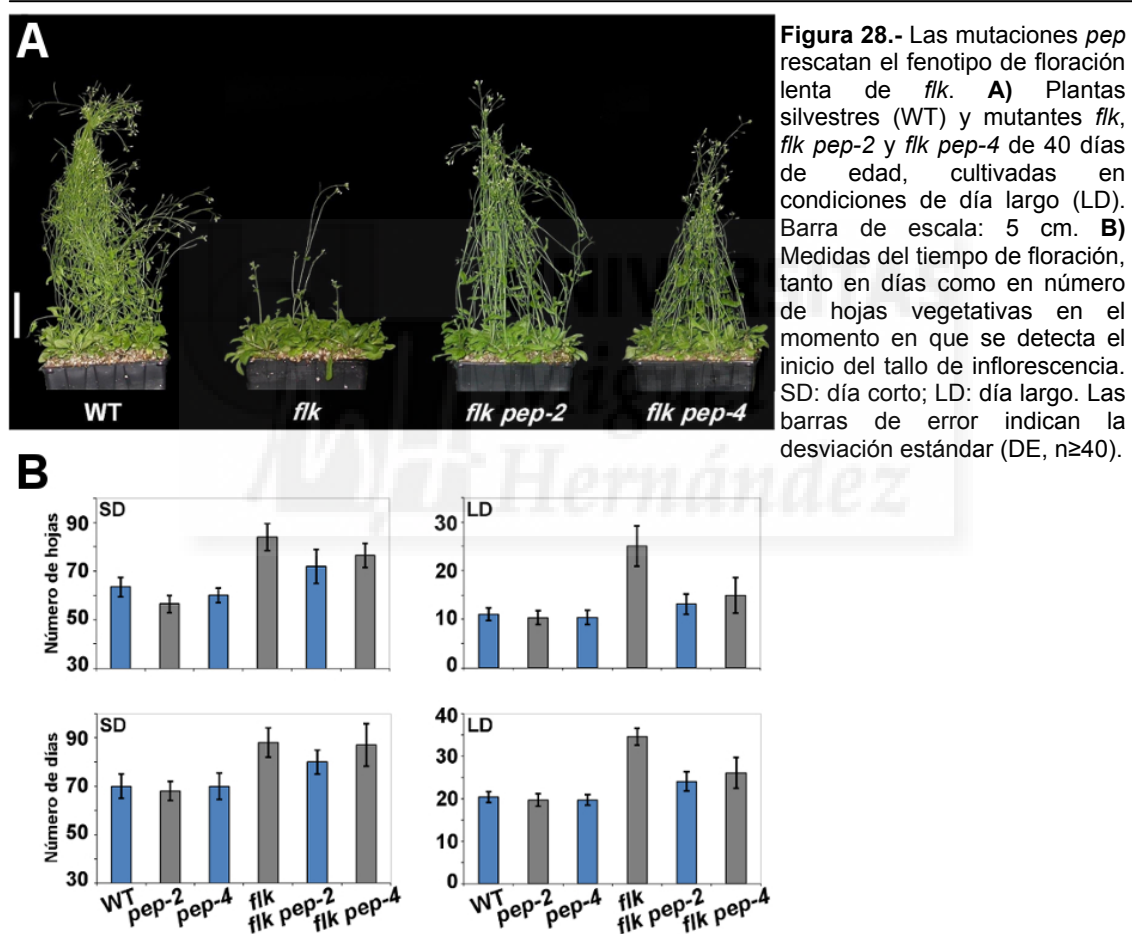 A
WT
flk
flk pep-2
flk pep-4
Figura 28.- Las mutaciones pep
rescatan el fenotipo de floración
lenta de flk. A) Plantas
silvestres (WT) y mutantes flk,
flk pep-2 y flk pep-4 de 40 días
de edad, cultivadas en
condiciones de día largo (LD).
Barra de escala: 5 cm. B)
Medidas del tiempo de floración,
tanto en días como en número
de hojas vegetativas en el
momento en que se detecta el
inicio del tallo de inflorescencia.
SD: día corto; LD: día largo. Las
barras de error indican la
desviación estándar (DE, n≥40).
UNIVERSITAS
Miguel
Hernández
B
Número de hojas
SD
90
70
50
30
LD
30
20
10
0
Número de días
SD
90
70
50
30
WT
pep-2
pep-4
flk
flk pep-2
flk pep-4
LD
40
30
20
10
0
WT
pep-2
pep-4
flk
flk pep-2
flk pep-4